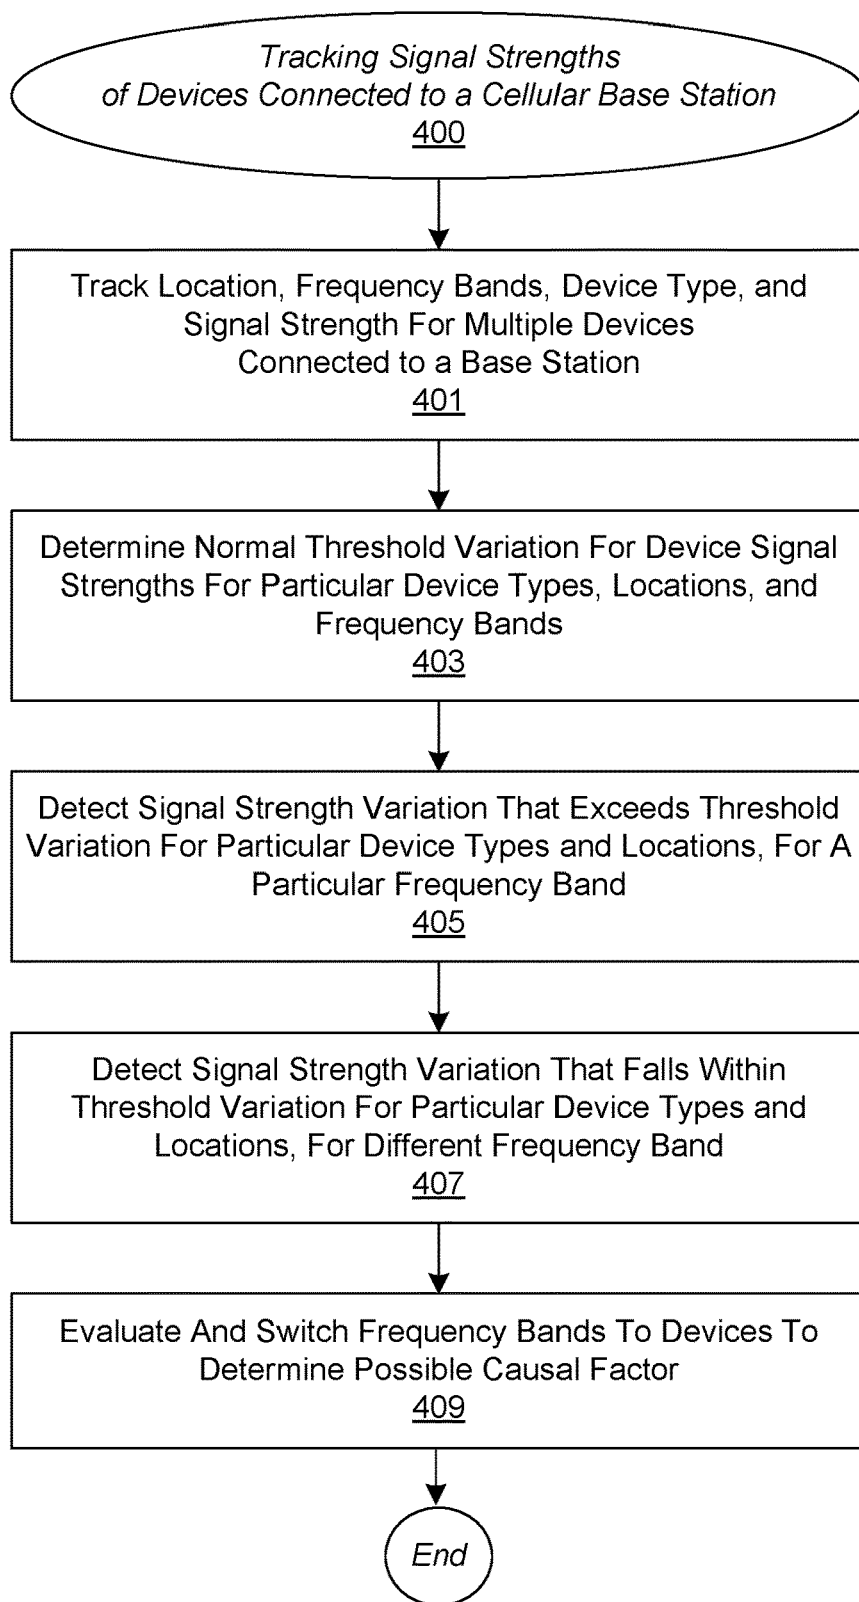 Tracking Signal Strengths
of Devices Connected to a Cellular Base Station
400
Track Location, Frequency Bands, Device Type, and
Signal Strength For Multiple Devices
Connected to a Base Station
401
Determine Normal Threshold Variation For Device Signal
Strengths For Particular Device Types, Locations, and
Frequency Bands
403
Detect Signal Strength Variation That Exceeds Threshold
Variation For Particular Device Types and Locations, For A
Particular Frequency Band
405
Detect Signal Strength Variation That Falls Within
Threshold Variation For Particular Device Types and
Locations, For Different Frequency Band
407
Evaluate And Switch Frequency Bands To Devices To
Determine Possible Causal Factor
409
End